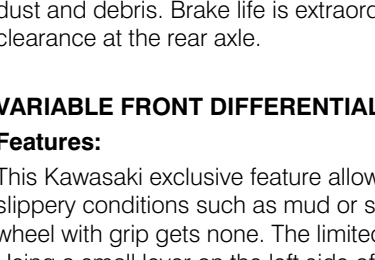 dust and debris. Brake life is
clearance at the rear axle.
VARIABLE FRONT DIFFERENTIAL
Features:
This Kawasaki exclusive feature
slippery conditions such as mud or
wheel with grip gets none. The limited
Using a small lever on the left side of